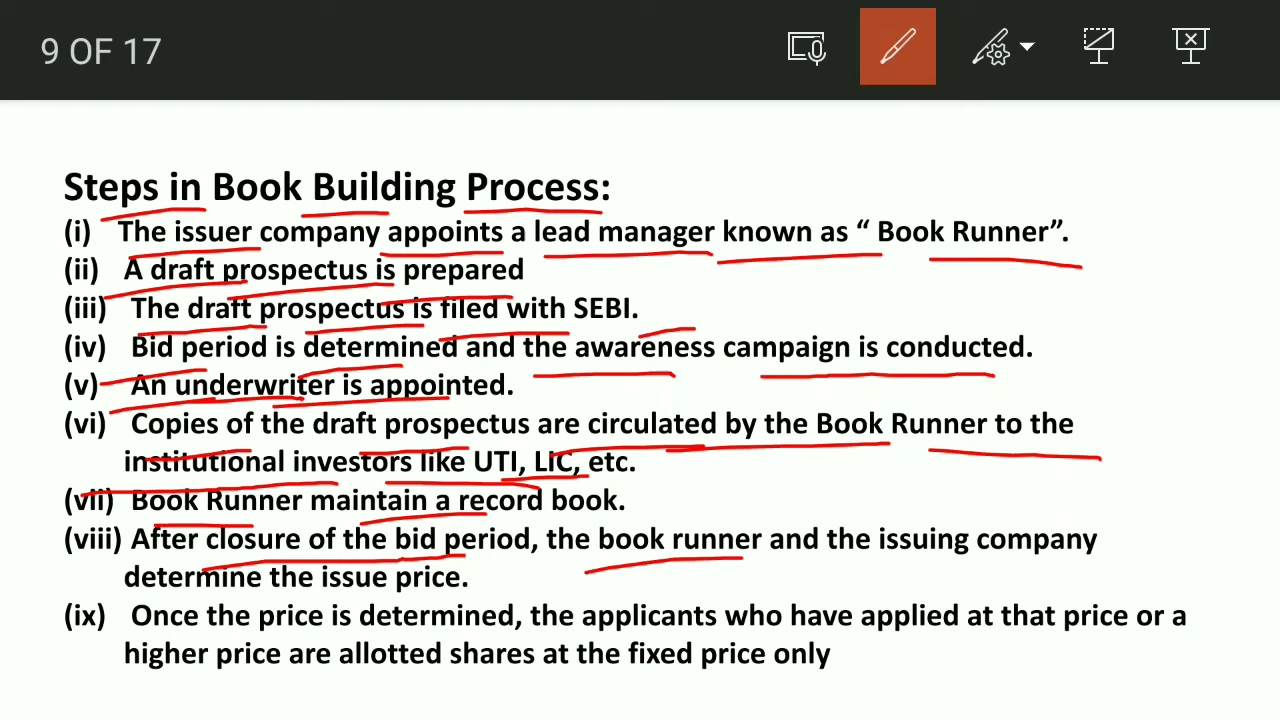 9 OF 17
Steps in Book Building Process:
(i) The issuer company appoints a lead manager known as “ Book Runner”.
(ii) A draft prospectus is prepared
(iii) The draft prospectus is filed with SEBI.
(iv) Bid period is determined and the awareness campaign is conducted.
(v) An underwriter is appointed.
(vi) Copies of the draft prospectus are circulated by the Book Runner to the
institutional investors like UTI, LIC, etc.
(vii) Book Runner maintain a record book.
(viii) After closure of the bid period, the book runner and the issuing company
determine the issue price.
(ix) Once the price is determined, the applicants who have applied at that price or a
higher price are allotted shares at the fixed price only